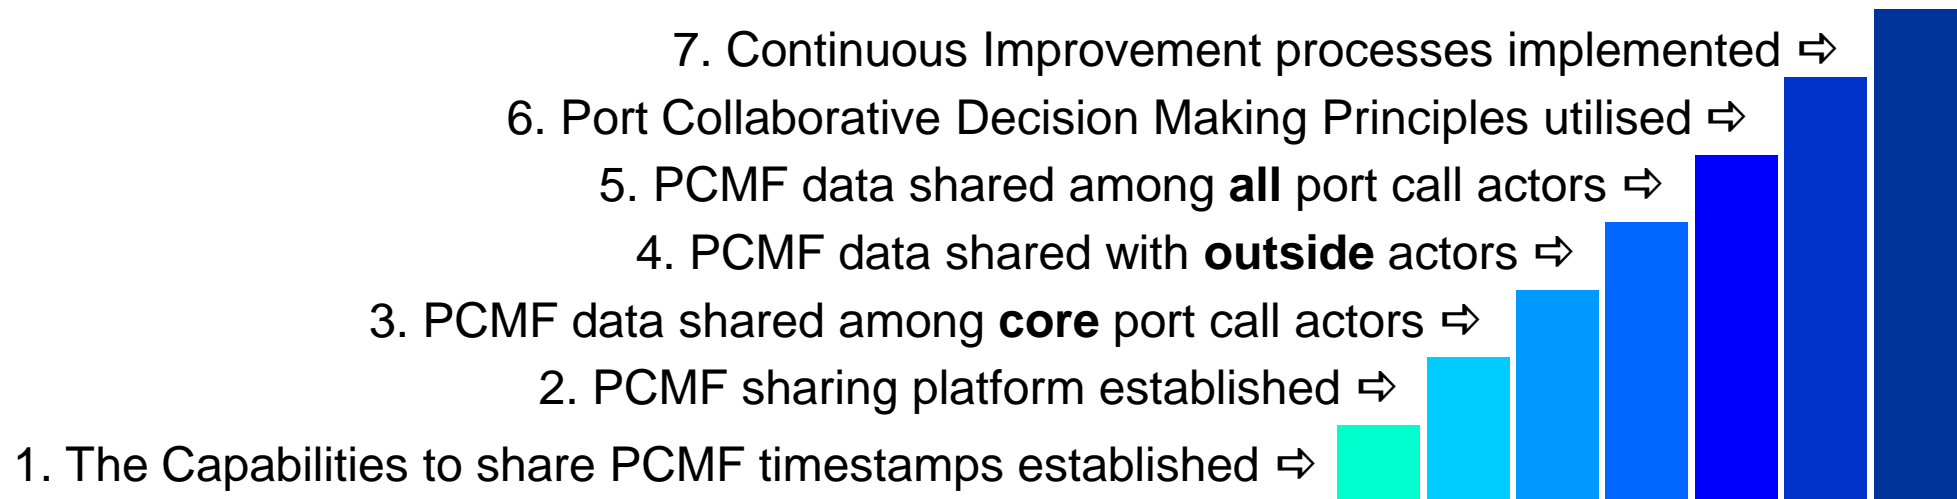 7. Continuous Improvement processes implemented ⇨
6. Port Collaborative Decision Making Principles utilised ⇨
5. PCMF data shared among all port call actors ⇨
4. PCMF data shared with outside actors ⇨
3. PCMF data shared among core port call actors ⇨
2. PCMF sharing platform established ⇨
1. The Capabilities to share PCMF timestamps established ⇨